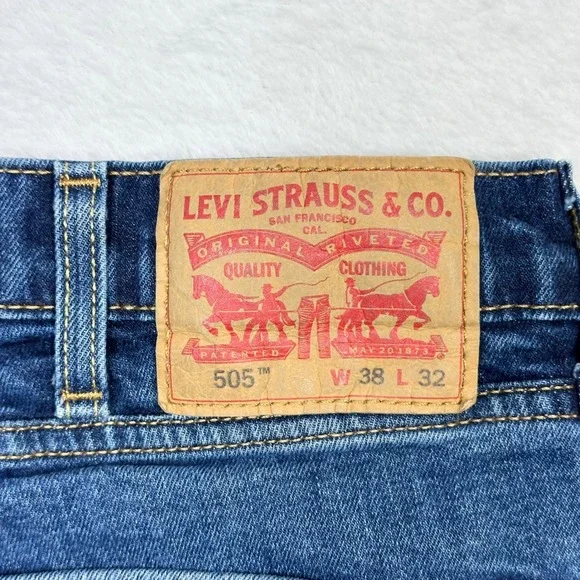 LEVI STRAUSS & CO.
SAN FRANCISCO
CAL.
ORIGINAL RIVETED
QUALITY CLOTHING
PATENTED MAY 20 1873
505™ W 38 L 32